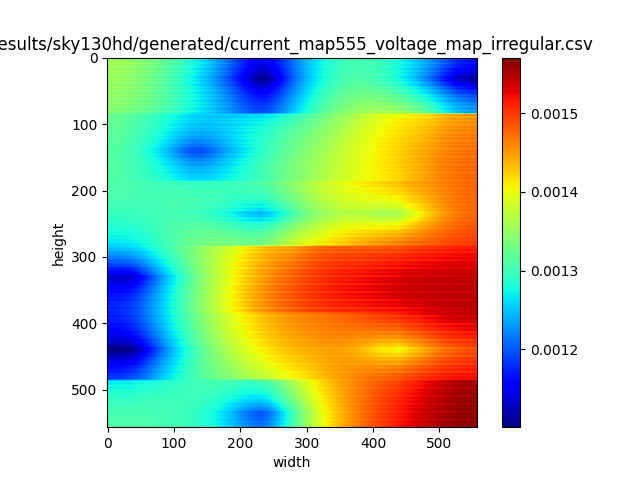 esults/sky130hd/generated/current_map555_voltage_map_irregular.csv
0
100
200
300
400
500
height
0 100 200 300 400 500
width
0.0015
0.0014
0.0013
0.0012